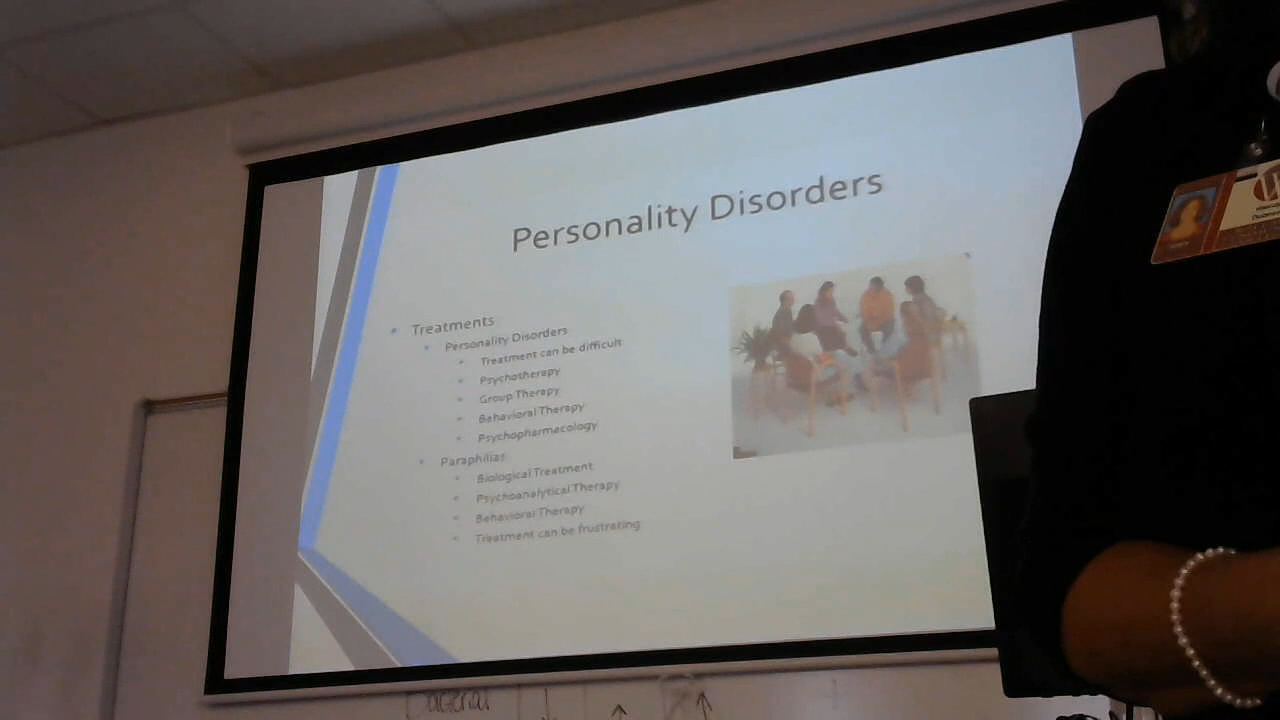 Personality Disorders
Treatments
Personality Disorders
Treatment can be difficult
Psychotherapy
Group Therapy
Behavioral Therapy
Psychopharmacology
Paraphilias
Biological Treatment
Psychoanalytical Therapy
Behavioral Therapy
Treatment can be frustrating